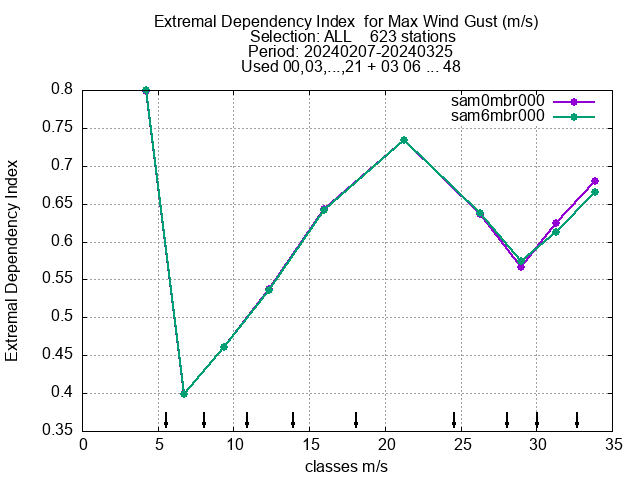 Extremal Dependency Index  for Max Wind Gust (m/s)
Selection: ALL    623 stations
Period: 20240207-20240325
Used 00,03,...,21 + 03 06 ... 48
sam0mbr000
sam6mbr000
0.8
0.75
0.7
0.65
0.6
0.55
0.5
0.45
0.4
0.35
Extremal Dependency Index
0 5 10 15 20 25 30 35
classes m/s